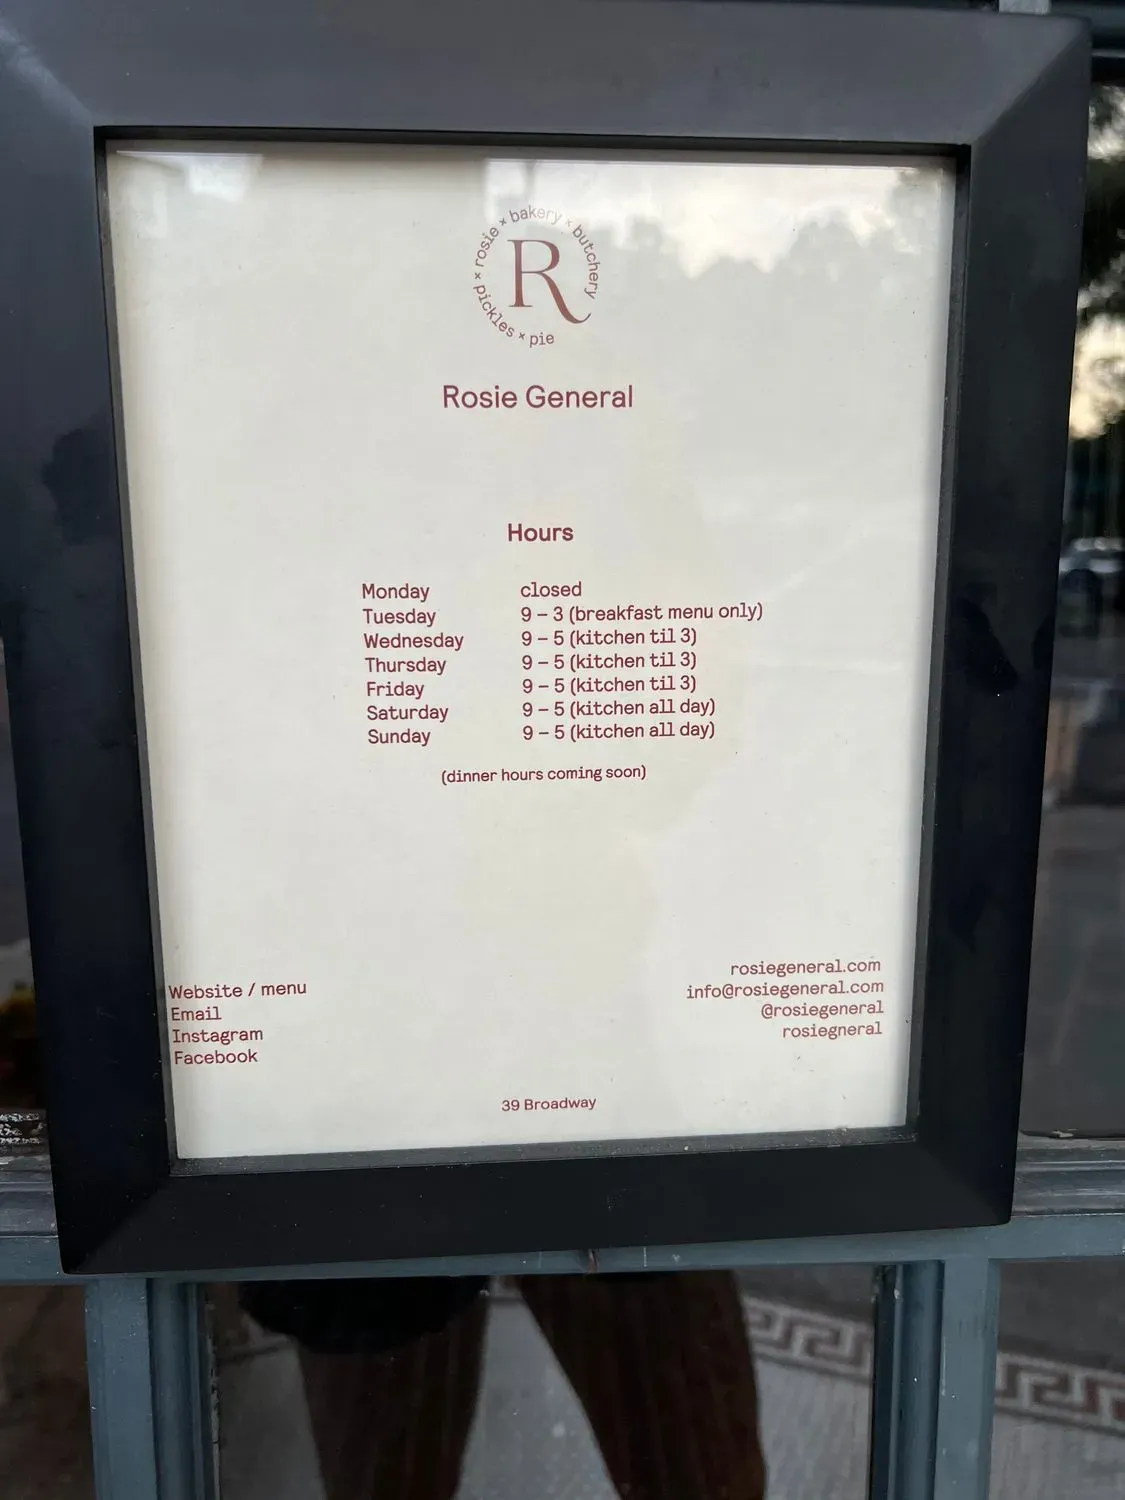 rosie × bakery × butchery × pie × pickles ×
R
Rosie General
Hours
Monday closed
Tuesday 9 – 3 (breakfast menu only)
Wednesday 9 – 5 (kitchen til 3)
Thursday 9 – 5 (kitchen til 3)
Friday 9 – 5 (kitchen til 3)
Saturday 9 – 5 (kitchen all day)
Sunday 9 – 5 (kitchen all day)
(dinner hours coming soon)
Website / menu rosiegeneral.com
Email info@rosiegeneral.com
Instagram @rosiegeneral
Facebook rosiegneral
39 Broadway